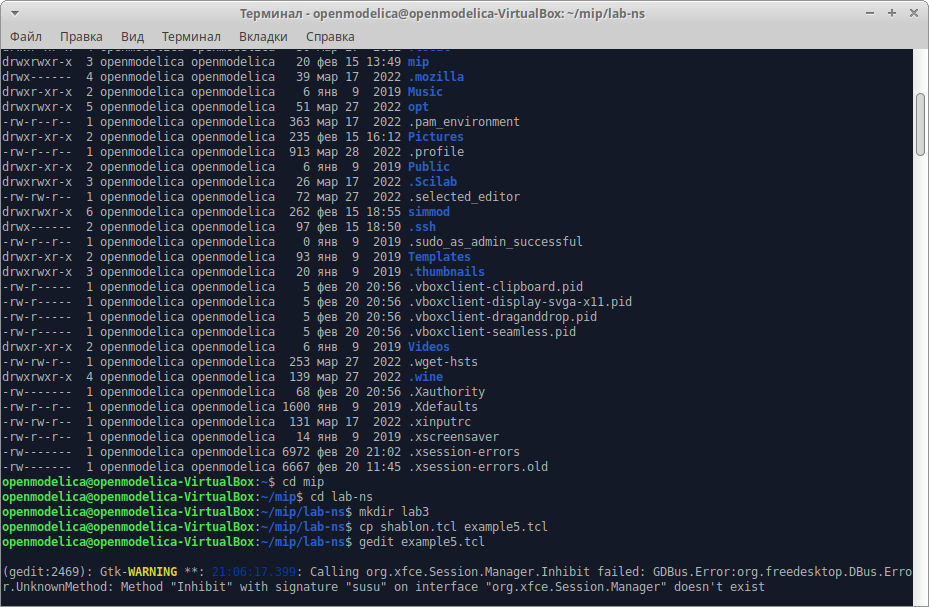 Терминал - openmodelica@openmodelica-VirtualBox: ~/mip/lab-ns
Файл Правка Вид Терминал Вкладки Справка
drwxrwxr-x 3 openmodelica openmodelica 20 фев 15 13:49 mip
drwx------ 4 openmodelica openmodelica 39 мар 17 2022 .mozilla
drwxr-xr-x 2 openmodelica openmodelica 6 янв 9 2019 Music
drwxrwxr-x 5 openmodelica openmodelica 51 мар 27 2022 opt
-rw-r--r-- 1 openmodelica openmodelica 363 мар 17 2022 .pam_environment
drwxr-xr-x 2 openmodelica openmodelica 235 фев 15 16:12 Pictures
-rw-r--r-- 1 openmodelica openmodelica 913 мар 28 2022 .profile
drwxr-xr-x 2 openmodelica openmodelica 6 янв 9 2019 Public
drwxrwxr-x 3 openmodelica openmodelica 26 мар 17 2022 .Scilab
-rw-rw-r-- 1 openmodelica openmodelica 72 мар 27 2022 .selected_editor
drwxrwxr-x 6 openmodelica openmodelica 262 фев 15 18:55 simmod
drwx------ 2 openmodelica openmodelica 97 фев 15 18:50 .ssh
-rw-r--r-- 1 openmodelica openmodelica 0 янв 9 2019 .sudo_as_admin_successful
drwxr-xr-x 2 openmodelica openmodelica 93 янв 9 2019 Templates
drwxrwxr-x 3 openmodelica openmodelica 20 янв 9 2019 .thumbnails
-rw-r----- 1 openmodelica openmodelica 5 фев 20 20:56 .vboxclient-clipboard.pid
-rw-r----- 1 openmodelica openmodelica 5 фев 20 20:56 .vboxclient-display-svga-x11.pid
-rw-r----- 1 openmodelica openmodelica 5 фев 20 20:56 .vboxclient-draganddrop.pid
-rw-r----- 1 openmodelica openmodelica 5 фев 20 20:56 .vboxclient-seamless.pid
drwxr-xr-x 2 openmodelica openmodelica 6 янв 9 2019 Videos
-rw-rw-r-- 1 openmodelica openmodelica 253 мар 27 2022 .wget-hsts
drwxrwxr-x 4 openmodelica openmodelica 139 мар 27 2022 .wine
-rw------- 1 openmodelica openmodelica 68 фев 20 20:56 .Xauthority
-rw-r--r-- 1 openmodelica openmodelica 1600 янв 9 2019 .Xdefaults
-rw-rw-r-- 1 openmodelica openmodelica 131 мар 17 2022 .xinputrc
-rw-r--r-- 1 openmodelica openmodelica 14 янв 9 2019 .xscreensaver
-rw------- 1 openmodelica openmodelica 6972 фев 20 21:02 .xsession-errors
-rw------- 1 openmodelica openmodelica 6667 фев 20 11:45 .xsession-errors.old
openmodelica@openmodelica-VirtualBox:~$ cd mip
openmodelica@openmodelica-VirtualBox:~/mip$ cd lab-ns
openmodelica@openmodelica-VirtualBox:~/mip/lab-ns$ mkdir lab3
openmodelica@openmodelica-VirtualBox:~/mip/lab-ns$ cp shablon.tcl example5.tcl
openmodelica@openmodelica-VirtualBox:~/mip/lab-ns$ gedit example5.tcl
(gedit:2469): Gtk-WARNING **: 21:06:17.399: Calling org.xfce.Session.Manager.Inhibit failed: GDBus.Error:org.freedesktop.DBus.Erro
r.UnknownMethod: Method "Inhibit" with signature "susu" on interface "org.xfce.Session.Manager" doesn't exist